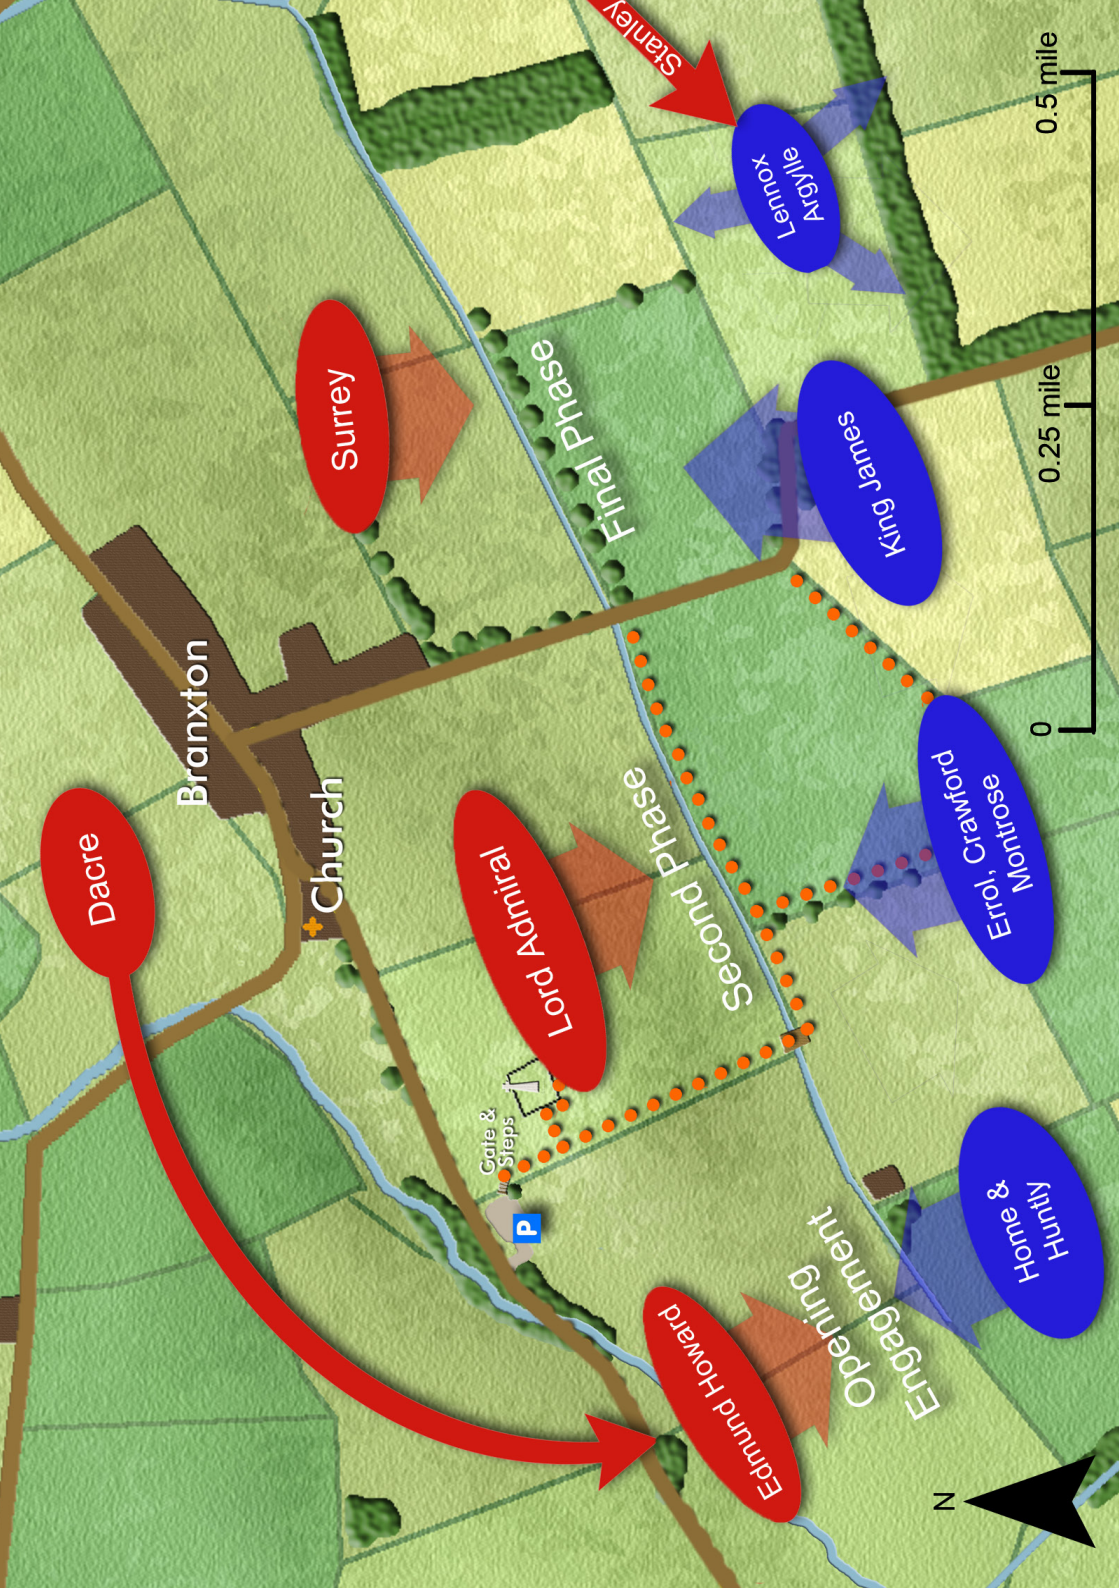 Dacre
Branxton
Church
Surrey
Stanley
Gate &
Steps
P
Lord Admiral
Edmund Howard
Opening
Engagement
Second Phase
Final Phase
Home &
Huntly
Errol, Crawford
Montrose
King James
Lennox
Argylle
N
0
0.25 mile
0.5 mile